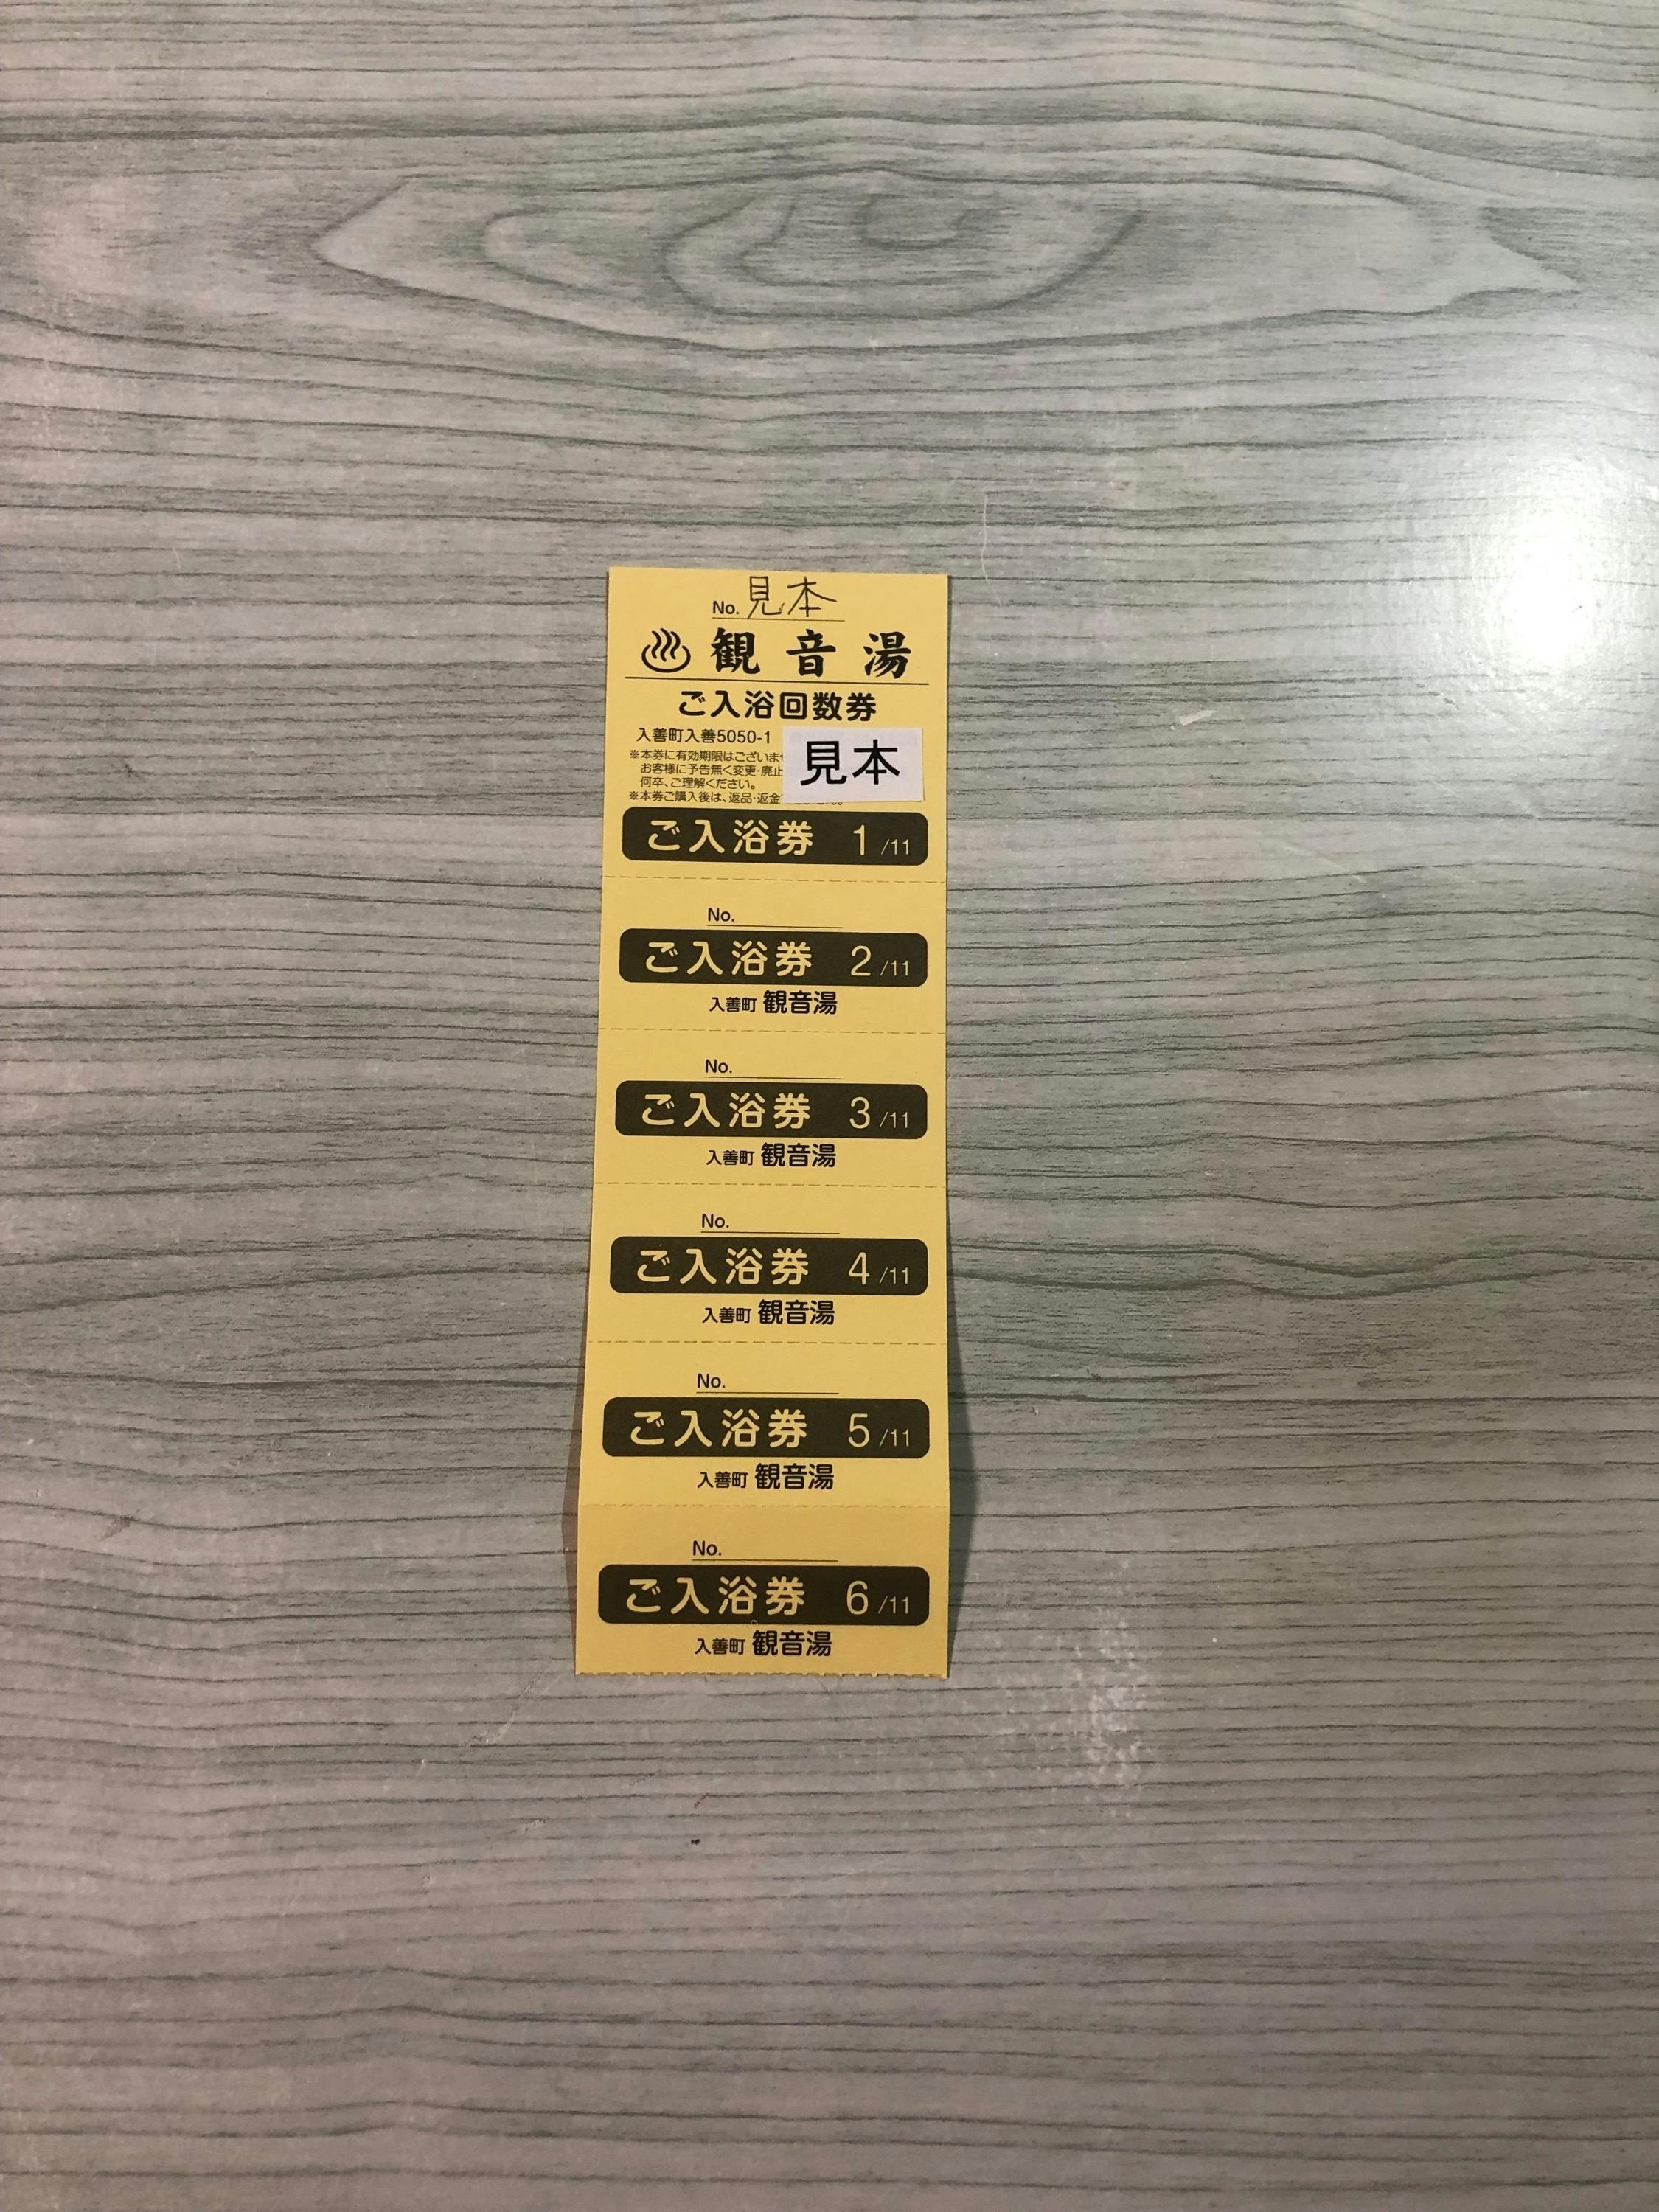 No. 見本
観音湯
ご入浴回数券
入善町入善5050-1
見本
※本券に有効期限はございま
お客様に予告無く変更・廃止
何卒、ご理解ください。
※本券ご購入後は、返品・返金
ご入浴券 1/11
No.
ご入浴券 2/11
入善町 観音湯
No.
ご入浴券 3/11
入善町 観音湯
No.
ご入浴券 4/11
入善町 観音湯
No.
ご入浴券 5/11
入善町 観音湯
No.
ご入浴券 6/11
入善町 観音湯